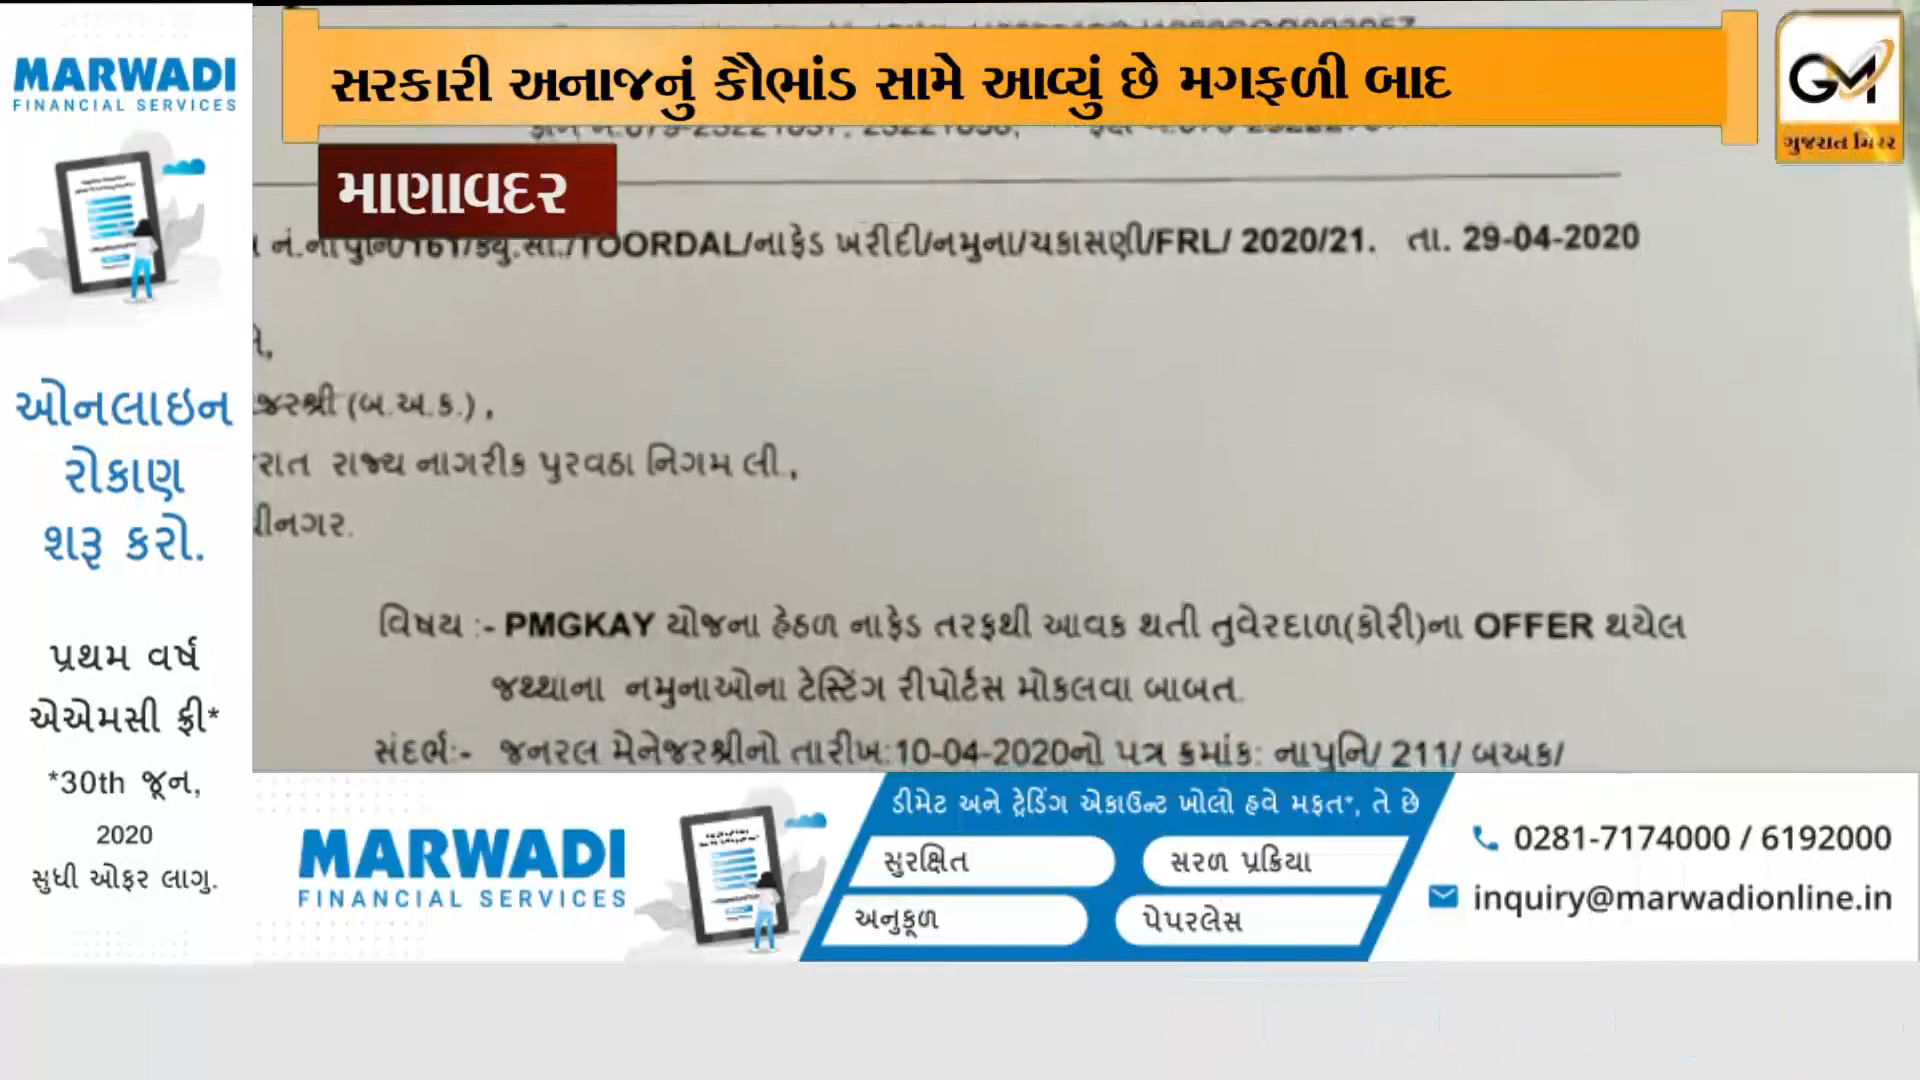 MARWADI
FINANCIAL SERVICES
ઓનલાઇન
રોકાણ
શરૂ કરો.
પ્રથમ વર્ષ
એએમસી ફ્રી*
*30th જૂન,
2020
સુધી ઓફર લાગુ.
સરકારી અનાજનું કૌભાંડ સામે આવ્યું છે મગફળી બાદ
GM
ગુજરાત મિરર
માણાવદર
TOORDAL/નાફેડ ખરીદી/નમુના/ચકાસણી/FRL/ 2020/21. તા. 29-04-2020
જરશ્રી (બ.અ.ક.) ,
રાત રાજ્ય નાગરીક પુરવઠા નિગમ લી ,
ધીનગર.
વિષય :- PMGKAY યોજના હેઠળ નાફેડ તરફથી આવક થતી તુવેરદાળ(કોરી)ના OFFER થયેલ
જથ્થાના નમુનાઓના ટેસ્ટિંગ રીપોર્ટસ મોકલવા બાબત.
સંદર્ભ:- જનરલ મેનેજરશ્રીનો તારીખ:10-04-2020નો પત્ર ક્માંક: નાપુનિ/ 211/ બઅક/
MARWADI
FINANCIAL SERVICES
ડીમેટ અને ટ્રેડિંગ એકાઉન્ટ ખોલો હવે મફત*, તે છે
સુરક્ષિત
સરળ પ્રક્રિયા
અનુકૂળ
પેપરલેસ
0281-7174000 / 6192000
inquiry@marwadionline.in